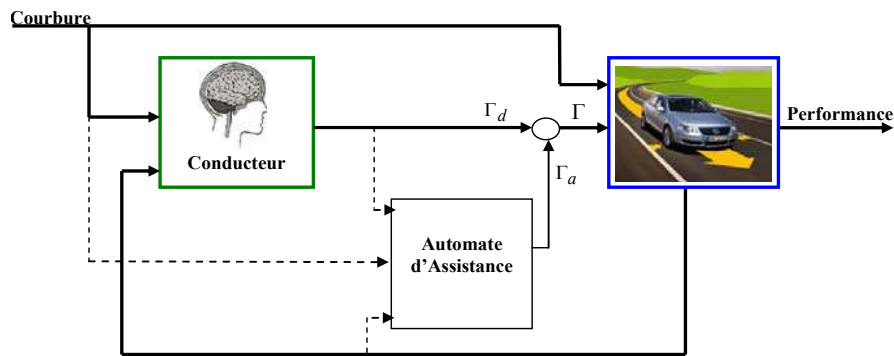 Courbure
Γd
Γ
Performance
Conducteur
Γa
Automate
d’Assistance